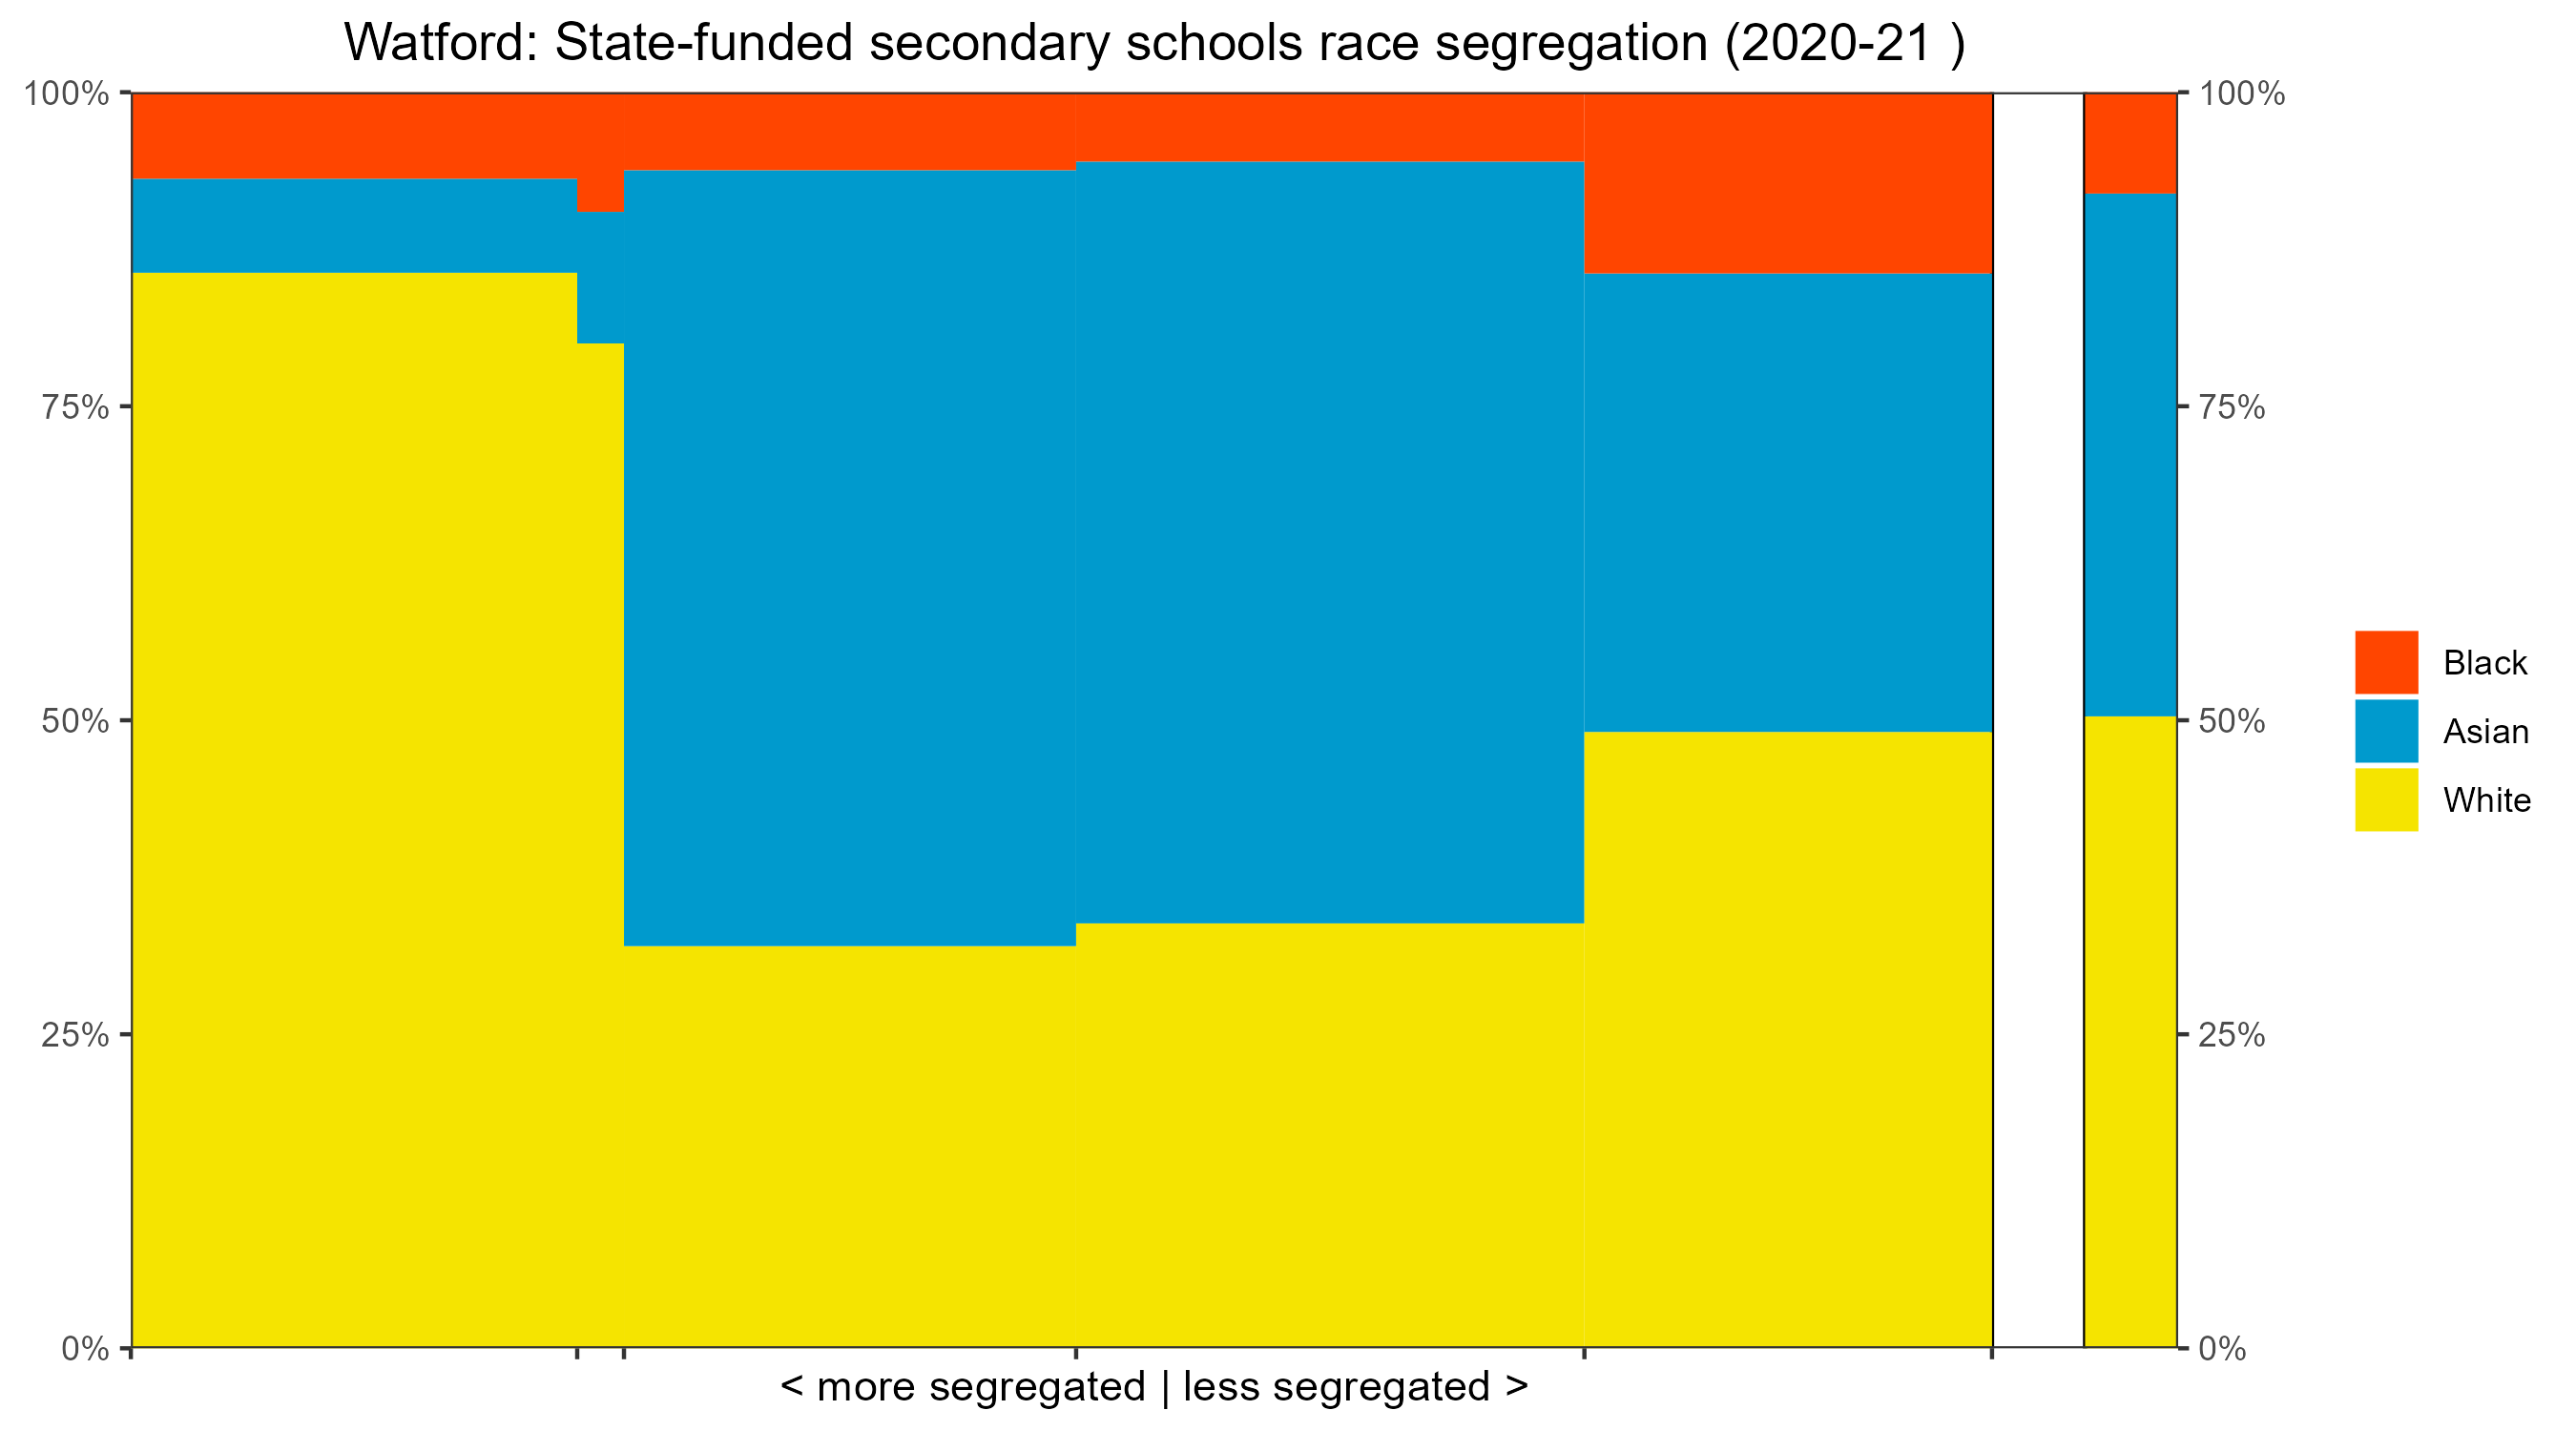 Watford: State-funded secondary schools race segregation (2020-21 )
100%
75%
50%
25%
0%
100%
75%
50%
25%
0%
Black
Asian
White
< more segregated | less segregated >